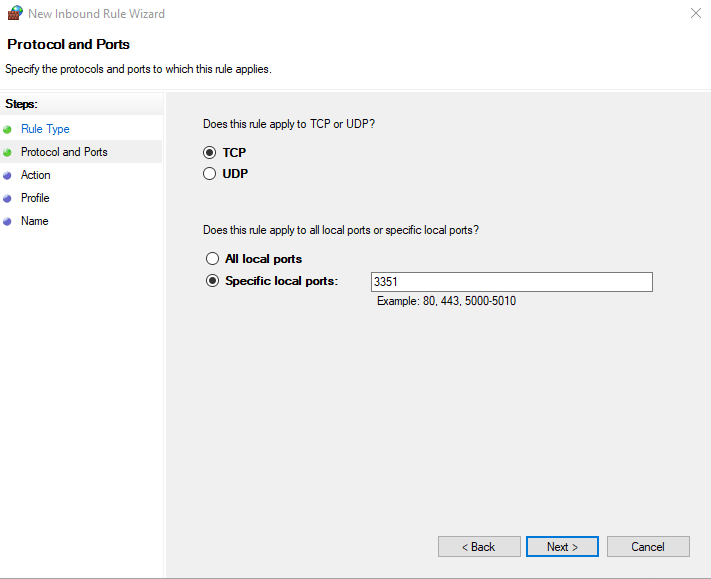 New Inbound Rule Wizard
Protocol and Ports
Specify the protocols and ports to which this rule applies.
Steps:
Rule Type
Protocol and Ports
Action
Profile
Name
Does this rule apply to TCP or UDP?
TCP
UDP
Does this rule apply to all local ports or specific local ports?
All local ports
Specific local ports: 3351
Example: 80, 443, 5000-5010
< Back Next > Cancel